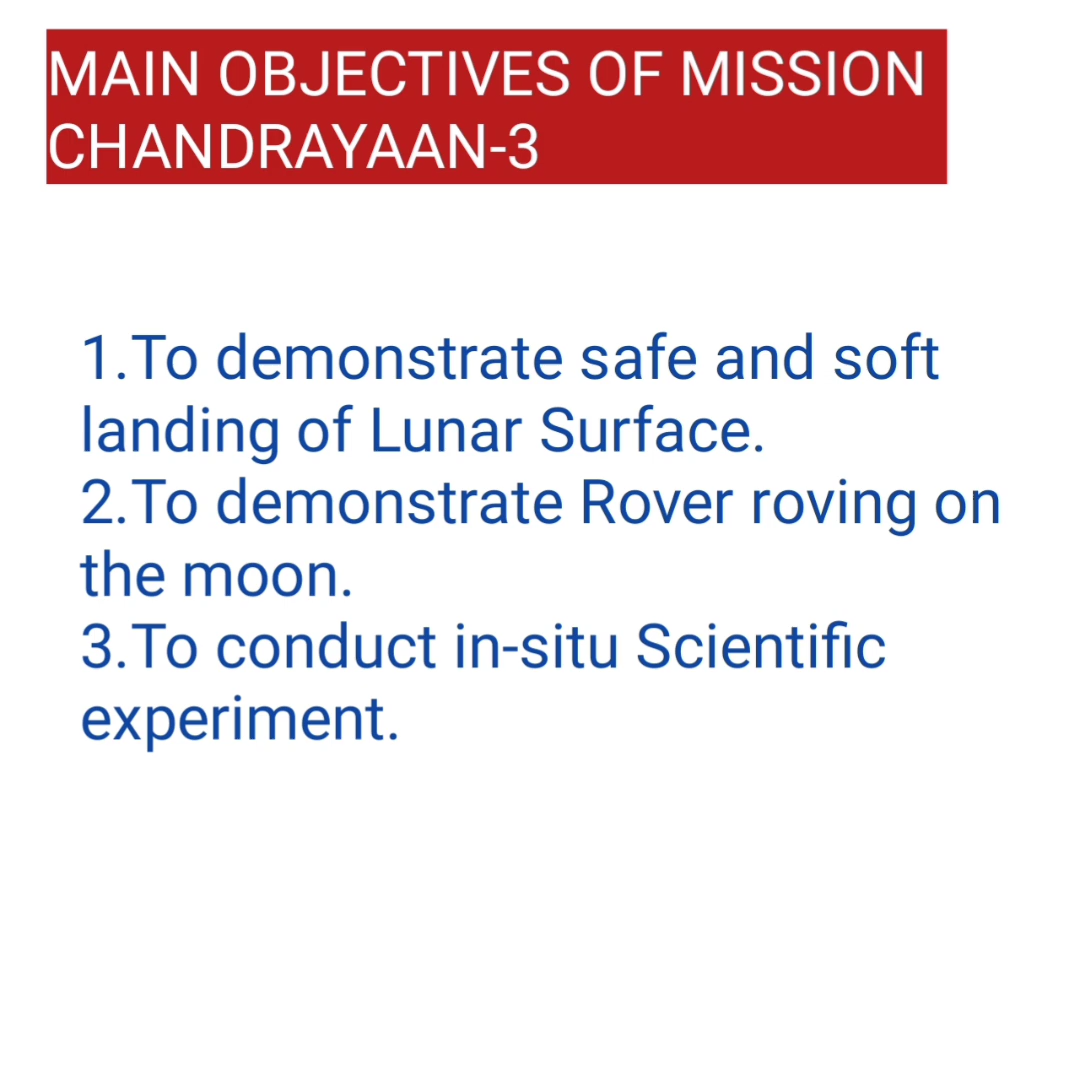 MAIN OBJECTIVES OF MISSION
CHANDRAYAAN-3
1.To demonstrate safe and soft
landing of Lunar Surface.
2.To demonstrate Rover roving on
the moon.
3.To conduct in-situ Scientific
experiment.